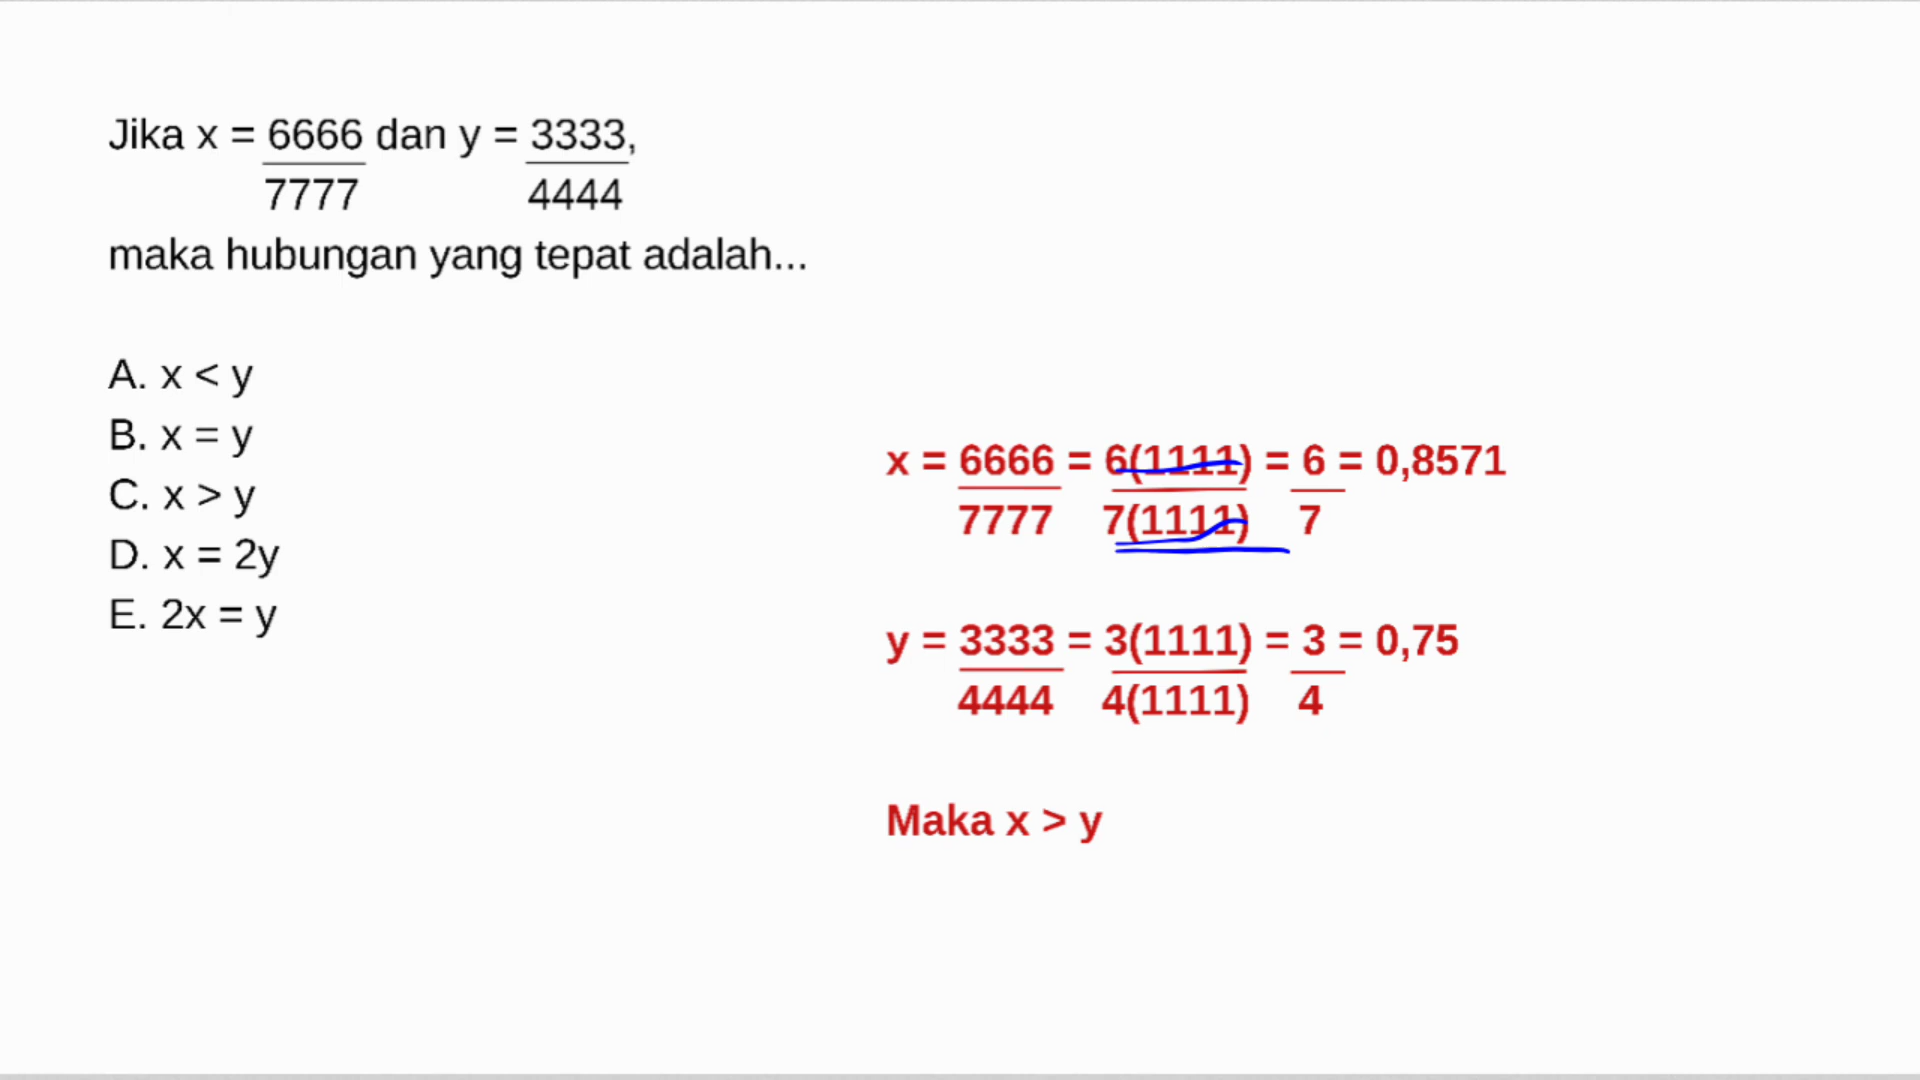 Jika x = 6666 dan y = 3333,
7777 4444
maka hubungan yang tepat adalah...
A. x < y
B. x = y
C. x > y
D. x = 2y
E. 2x = y
x = 6666 = 6(1111) = 6 = 0,8571
7777 7(1111) 7
y = 3333 = 3(1111) = 3 = 0,75
4444 4(1111) 4
Maka x > y